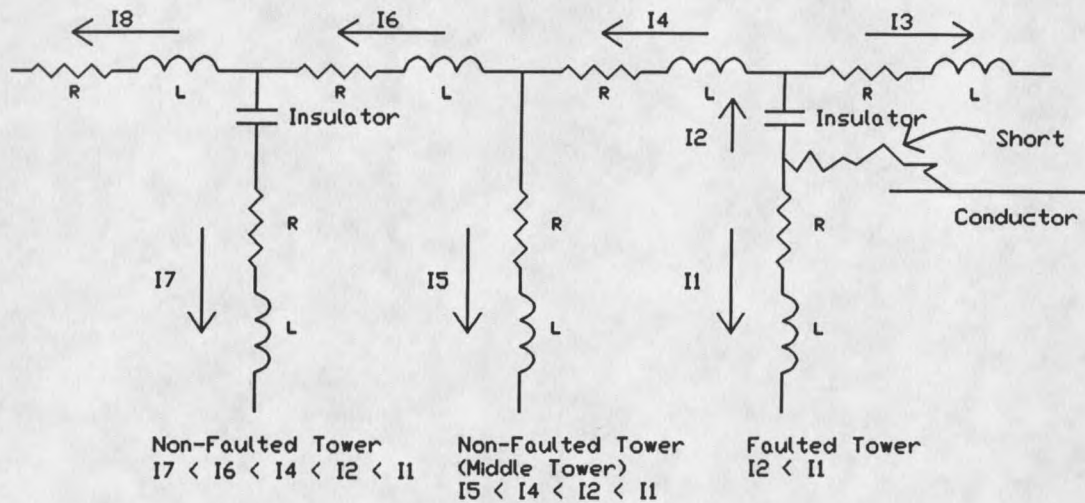 I8
I6
I4
I3
R
L
R
L
R
L
R
L
Insulator
I2
Insulator
Short
Conductor
R
R
R
I7
I5
I1
L
L
L
Non-Faulted Tower
I7 < I6 < I4 < I2 < I1
Non-Faulted Tower
(Middle Tower)
I5 < I4 < I2 < I1
Faulted Tower
I2 < I1